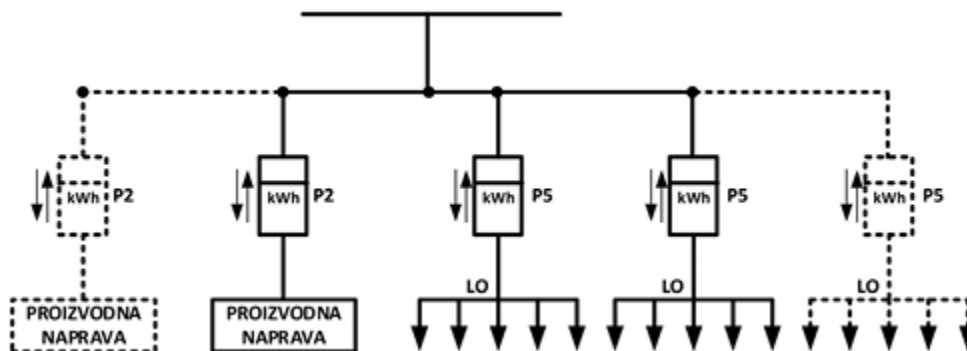 kWh P2
kWh P2
kWh P5
kWh P5
kWh P5
LO
LO
LO
PROIZVODNA
NAPRAVA
PROIZVODNA
NAPRAVA